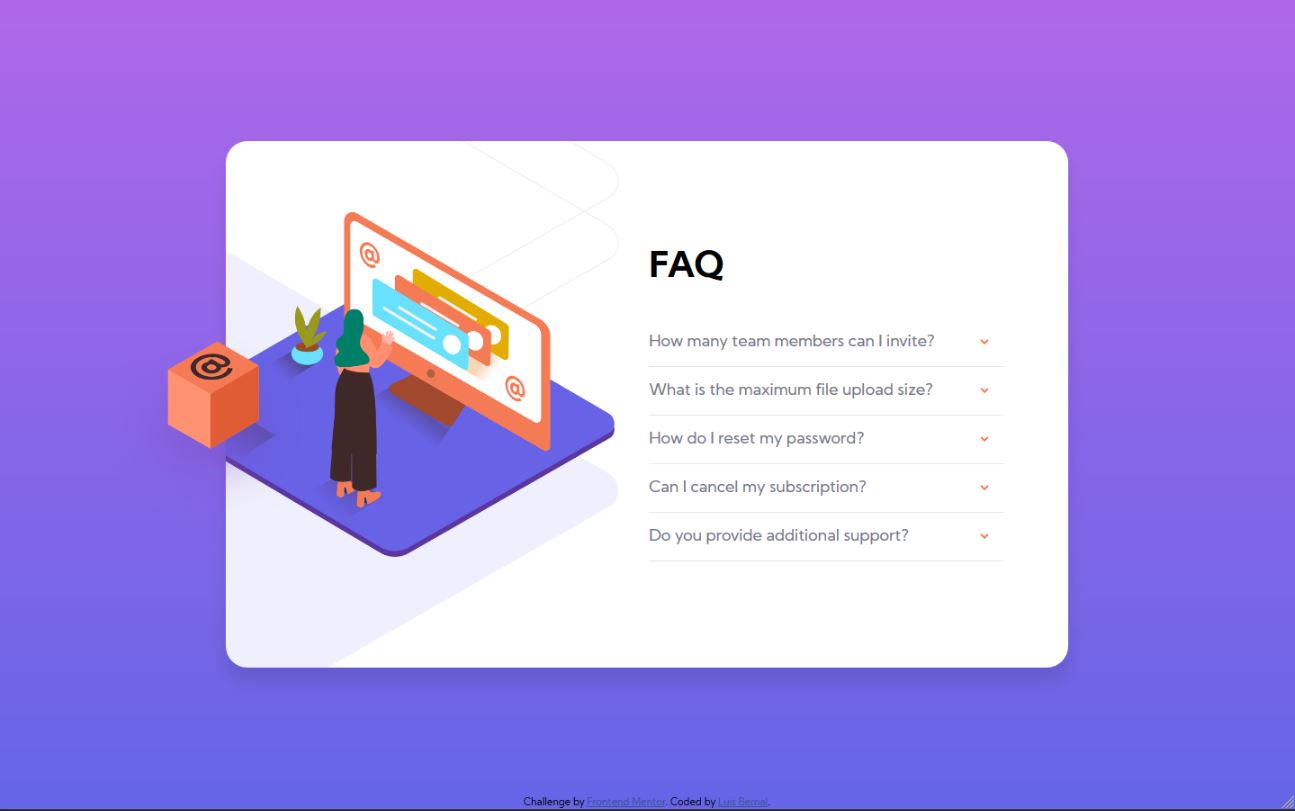 @
@
@
FAQ
How many team members can I invite?
What is the maximum file upload size?
How do I reset my password?
Can I cancel my subscription?
Do you provide additional support?
Challenge by Frontend Mentor. Coded by Luis Bernal.